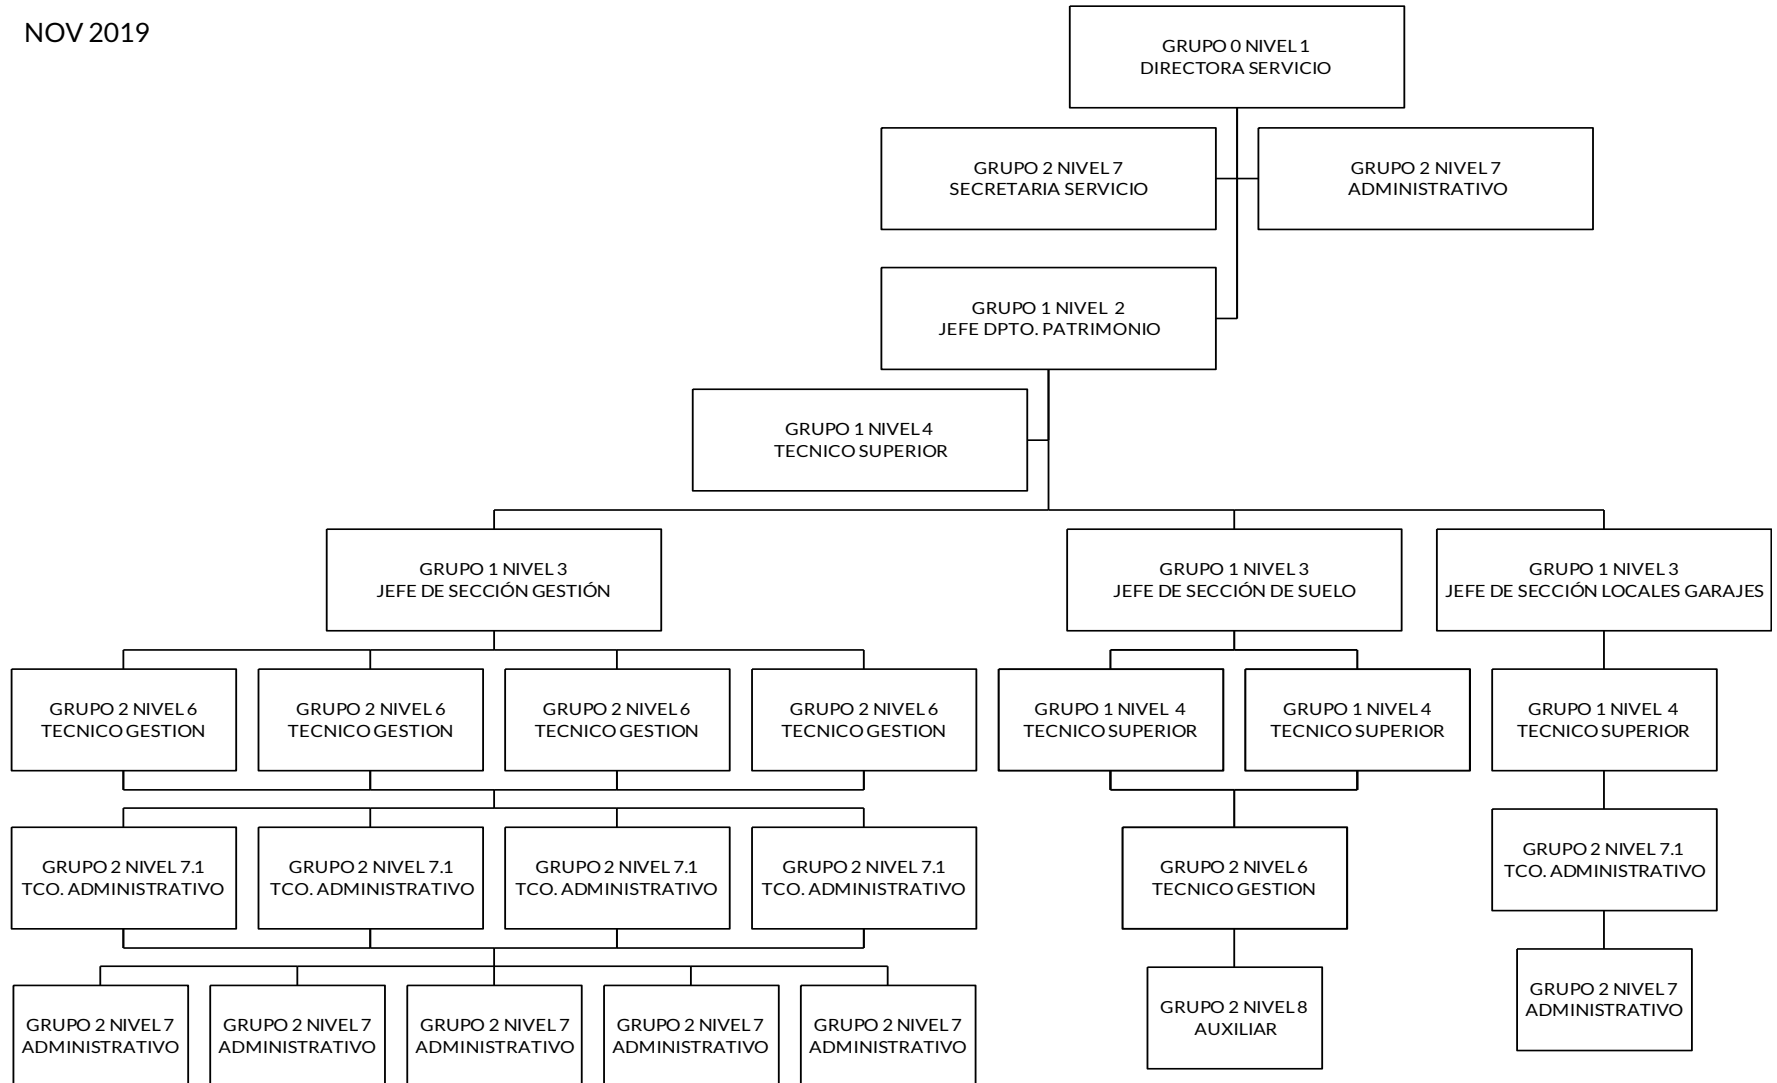 NOV 2019
GRUPO 0 NIVEL 1
DIRECTORA SERVICIO
GRUPO 2 NIVEL 7
SECRETARIA SERVICIO
GRUPO 2 NIVEL 7
ADMINISTRATIVO
GRUPO 1 NIVEL 2
JEFE DPTO. PATRIMONIO
GRUPO 1 NIVEL 4
TECNICO SUPERIOR
GRUPO 1 NIVEL 3
JEFE DE SECCIÓN GESTIÓN
GRUPO 1 NIVEL 3
JEFE DE SECCIÓN DE SUELO
GRUPO 1 NIVEL 3
JEFE DE SECCIÓN LOCALES GARAJES
GRUPO 2 NIVEL 6
TECNICO GESTION
GRUPO 2 NIVEL 6
TECNICO GESTION
GRUPO 2 NIVEL 6
TECNICO GESTION
GRUPO 2 NIVEL 6
TECNICO GESTION
GRUPO 1 NIVEL 4
TECNICO SUPERIOR
GRUPO 1 NIVEL 4
TECNICO SUPERIOR
GRUPO 1 NIVEL 4
TECNICO SUPERIOR
GRUPO 2 NIVEL 7.1
TCO. ADMINISTRATIVO
GRUPO 2 NIVEL 7.1
TCO. ADMINISTRATIVO
GRUPO 2 NIVEL 7.1
TCO. ADMINISTRATIVO
GRUPO 2 NIVEL 7.1
TCO. ADMINISTRATIVO
GRUPO 2 NIVEL 6
TECNICO GESTION
GRUPO 2 NIVEL 7.1
TCO. ADMINISTRATIVO
GRUPO 2 NIVEL 7
ADMINISTRATIVO
GRUPO 2 NIVEL 7
ADMINISTRATIVO
GRUPO 2 NIVEL 7
ADMINISTRATIVO
GRUPO 2 NIVEL 7
ADMINISTRATIVO
GRUPO 2 NIVEL 7
ADMINISTRATIVO
GRUPO 2 NIVEL 8
AUXILIAR
GRUPO 2 NIVEL 7
ADMINISTRATIVO